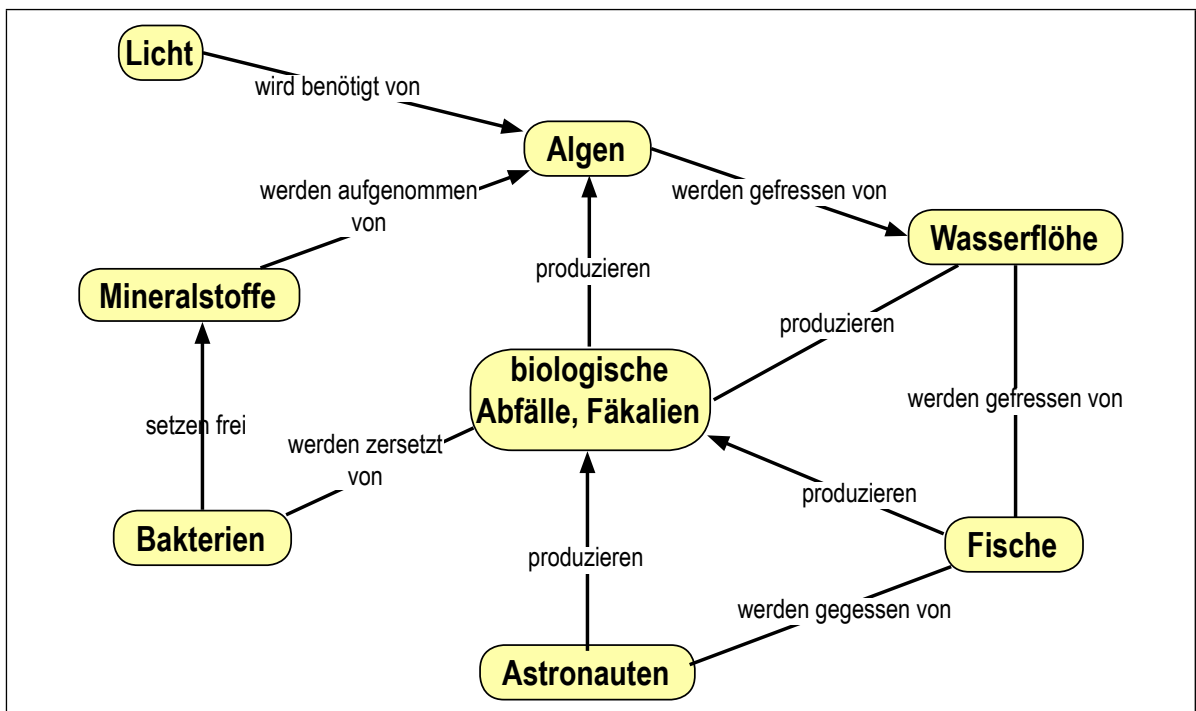 Licht
wird benötigt von
Algen
werden aufgenommen
von
werden gefressen von
Wasserflöhe
produzieren
Mineralstoffe
produzieren
biologische
Abfälle, Fäkalien
werden gefressen von
setzen frei
werden zersetzt
von
produzieren
Bakterien
Fische
produzieren
werden gegessen von
Astronauten